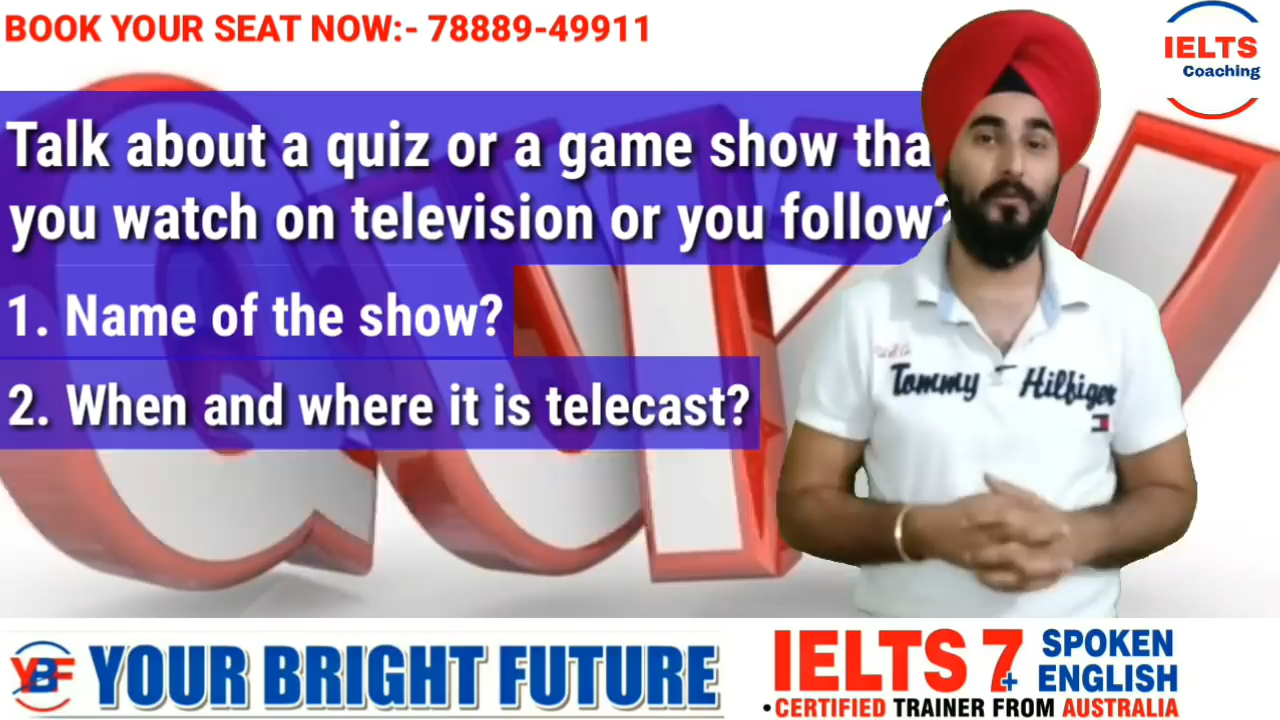 BOOK YOUR SEAT NOW:- 78889-49911
IELTS
Coaching
Talk about a quiz or a game show tha
you watch on television or you follow?
1. Name of the show?
2. When and where it is telecast?
Tommy Hilfiger
YBF YOUR BRIGHT FUTURE
IELTS 7+
SPOKEN
ENGLISH
•CERTIFIED TRAINER FROM AUSTRALIA